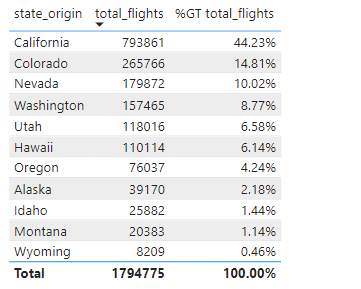 state_origin total_flights %GT total_flights
California 793861 44.23%
Colorado 265766 14.81%
Nevada 179872 10.02%
Washington 157465 8.77%
Utah 118016 6.58%
Hawaii 110114 6.14%
Oregon 76037 4.24%
Alaska 39170 2.18%
Idaho 25882 1.44%
Montana 20383 1.14%
Wyoming 8209 0.46%
Total 1794775 100.00%